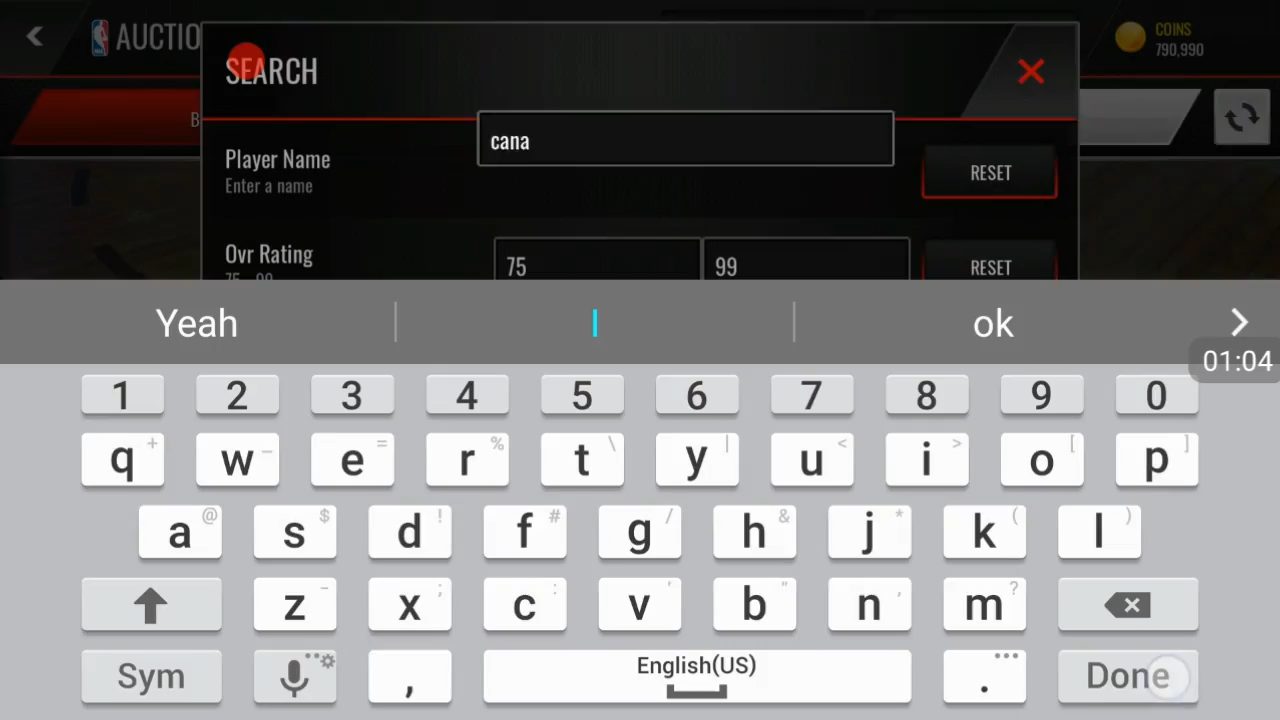 AUCTIO
COINS
790,990
SEARCH
B
Player Name
Enter a name
cana
RESET
Ovr Rating
75
99
RESET
Yeah
ok
01:04
1 2 3 4 5 6 7 8 9 0
q + w - e = r % t \ y | u < i > o [ p ]
a @ s $ d ! f # g / h & j * k ( l )
z - x ; c : v ' b " n , m ?
Sym , English(US) . Done